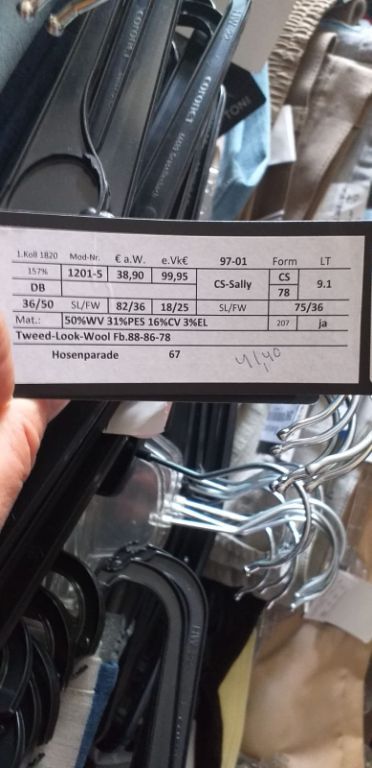 CORONET
CORONET
TONI
1.Koll 1820 Mod-Nr. € a.W. e.Vk€ 97-01 Form LT
157% 1201-5 38,90 99,95 CS-Sally CS 9.1
DB 78
36/50 SL/FW 82/36 18/25 SL/FW 75/36
Mat.: 50%WV 31%PES 16%CV 3%EL 207 ja
Tweed-Look-Wool Fb.88-86-78
Hosenparade 67 41,40